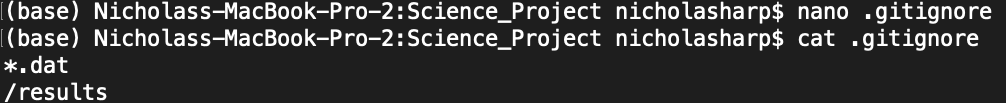 (base) Nicholass-MacBook-Pro-2:Science_Project nicholasharp$ nano .gitignore
(base) Nicholass-MacBook-Pro-2:Science_Project nicholasharp$ cat .gitignore
*.dat
/results